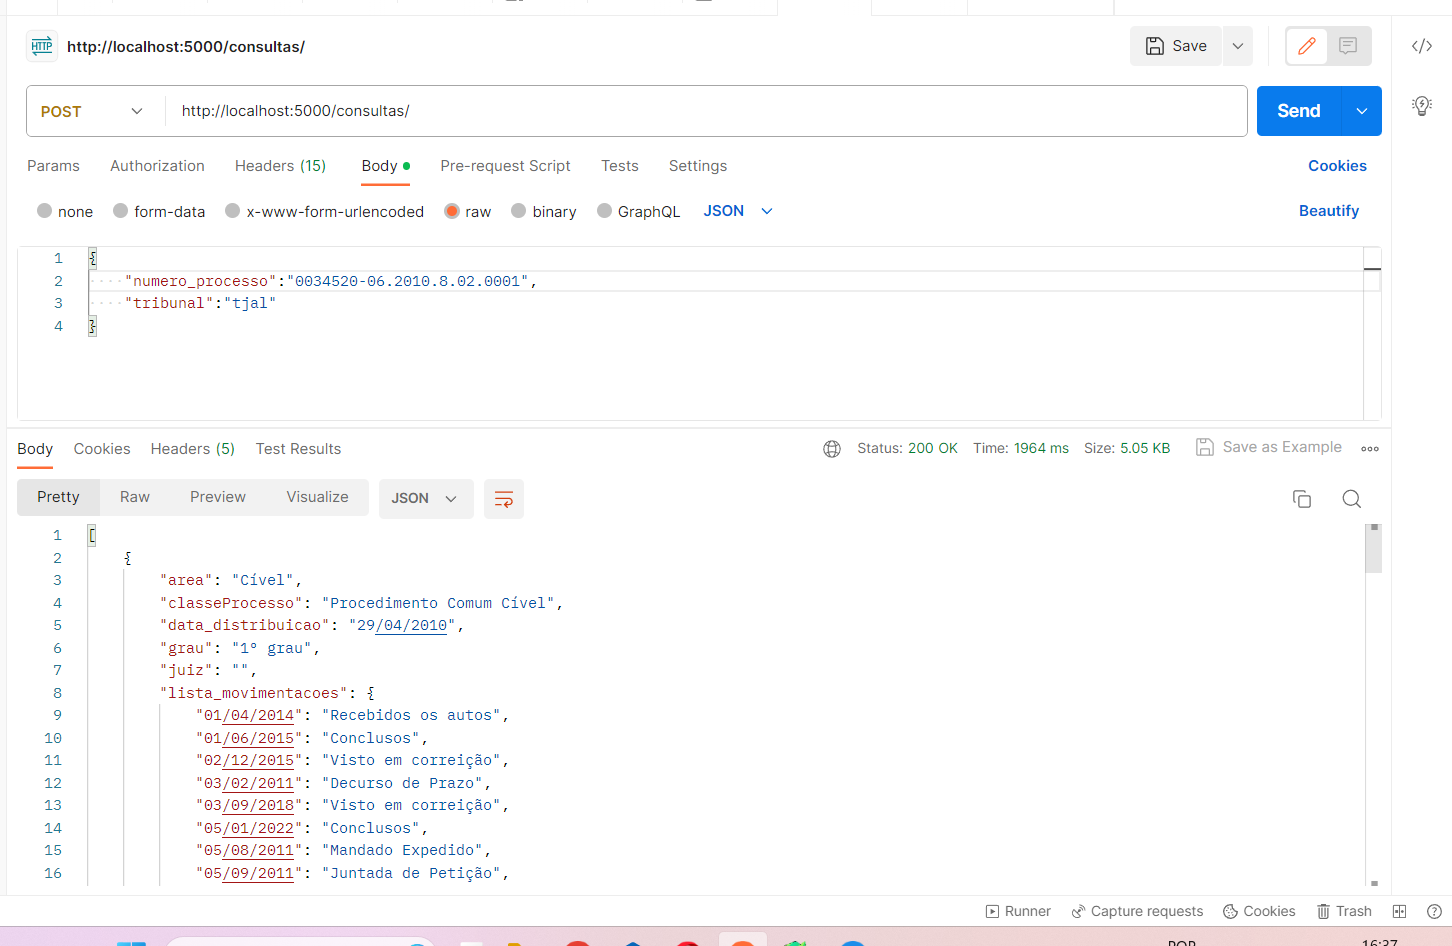 HTTP http://localhost:5000/consultas/ Save
POST http://localhost:5000/consultas/ Send
Params Authorization Headers (15) Body Pre-request Script Tests Settings Cookies
none form-data x-www-form-urlencoded raw binary GraphQL JSON Beautify
1 {
2 "numero_processo":"0034520-06.2010.8.02.0001",
3 "tribunal":"tjal"
4 }
Body Cookies Headers (5) Test Results Status: 200 OK Time: 1964 ms Size: 5.05 KB Save as Example
Pretty Raw Preview Visualize JSON
1 [
2 {
3 "area": "Cível",
4 "classeProcesso": "Procedimento Comum Cível",
5 "data_distribuicao": "29/04/2010",
6 "grau": "1º grau",
7 "juiz": "",
8 "lista_movimentacoes": {
9 "01/04/2014": "Recebidos os autos",
10 "01/06/2015": "Conclusos",
11 "02/12/2015": "Visto em correição",
12 "03/02/2011": "Decurso de Prazo",
13 "03/09/2018": "Visto em correição",
14 "05/01/2022": "Conclusos",
15 "05/08/2011": "Mandado Expedido",
16 "05/09/2011": "Juntada de Petição",
Runner Capture requests Cookies Trash
POR 16:37